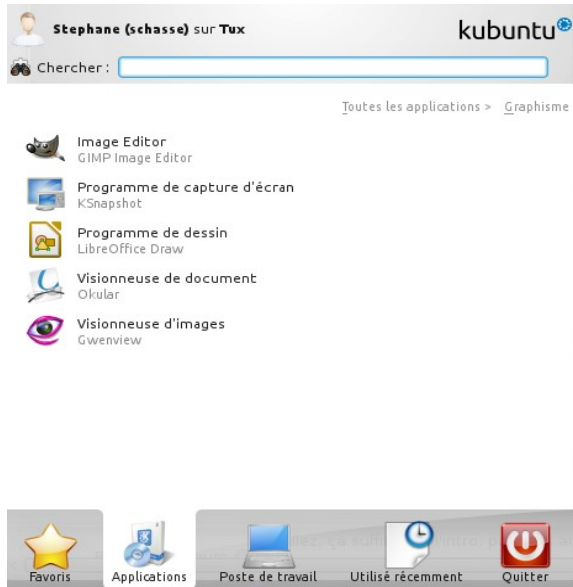 Stephane (schasse) sur Tux
kubuntu
Chercher :
Toutes les applications > Graphisme
Image Editor
GIMP Image Editor
Programme de capture d'écran
KSnapshot
Programme de dessin
LibreOffice Draw
Visionneuse de document
Okular
Visionneuse d'images
Gwenview
Favoris
Applications
Poste de travail
Utilisé récemment
Quitter